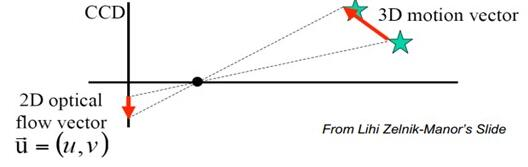 CCD
3D motion vector
2D optical
flow vector
u⃗ = (u, v)
From Lihi Zelnik-Manor's Slide